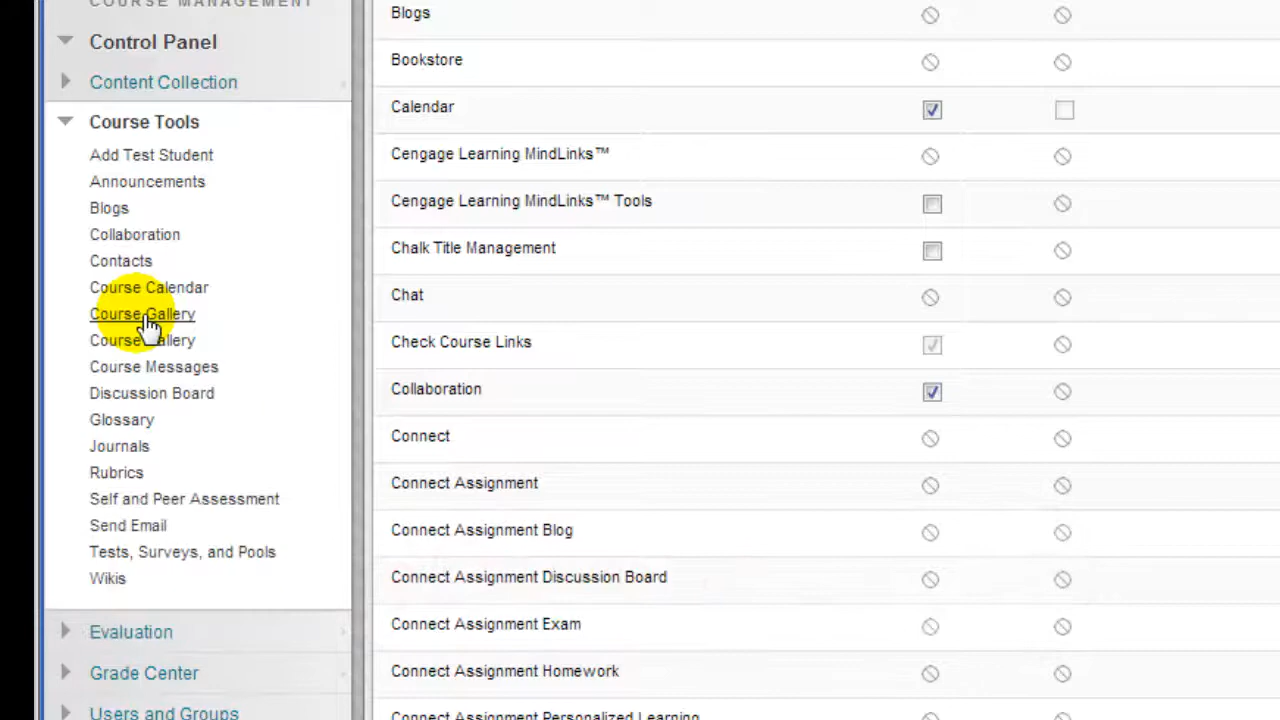 COURSE MANAGEMENT
Control Panel
Content Collection
Course Tools
Add Test Student
Announcements
Blogs
Collaboration
Contacts
Course Calendar
Course Gallery
Course Gallery
Course Messages
Discussion Board
Glossary
Journals
Rubrics
Self and Peer Assessment
Send Email
Tests, Surveys, and Pools
Wikis
Evaluation
Grade Center
Users and Groups
Blogs
Bookstore
Calendar
Cengage Learning MindLinks™
Cengage Learning MindLinks™ Tools
Chalk Title Management
Chat
Check Course Links
Collaboration
Connect
Connect Assignment
Connect Assignment Blog
Connect Assignment Discussion Board
Connect Assignment Exam
Connect Assignment Homework
Connect Assignment Personalized Learning